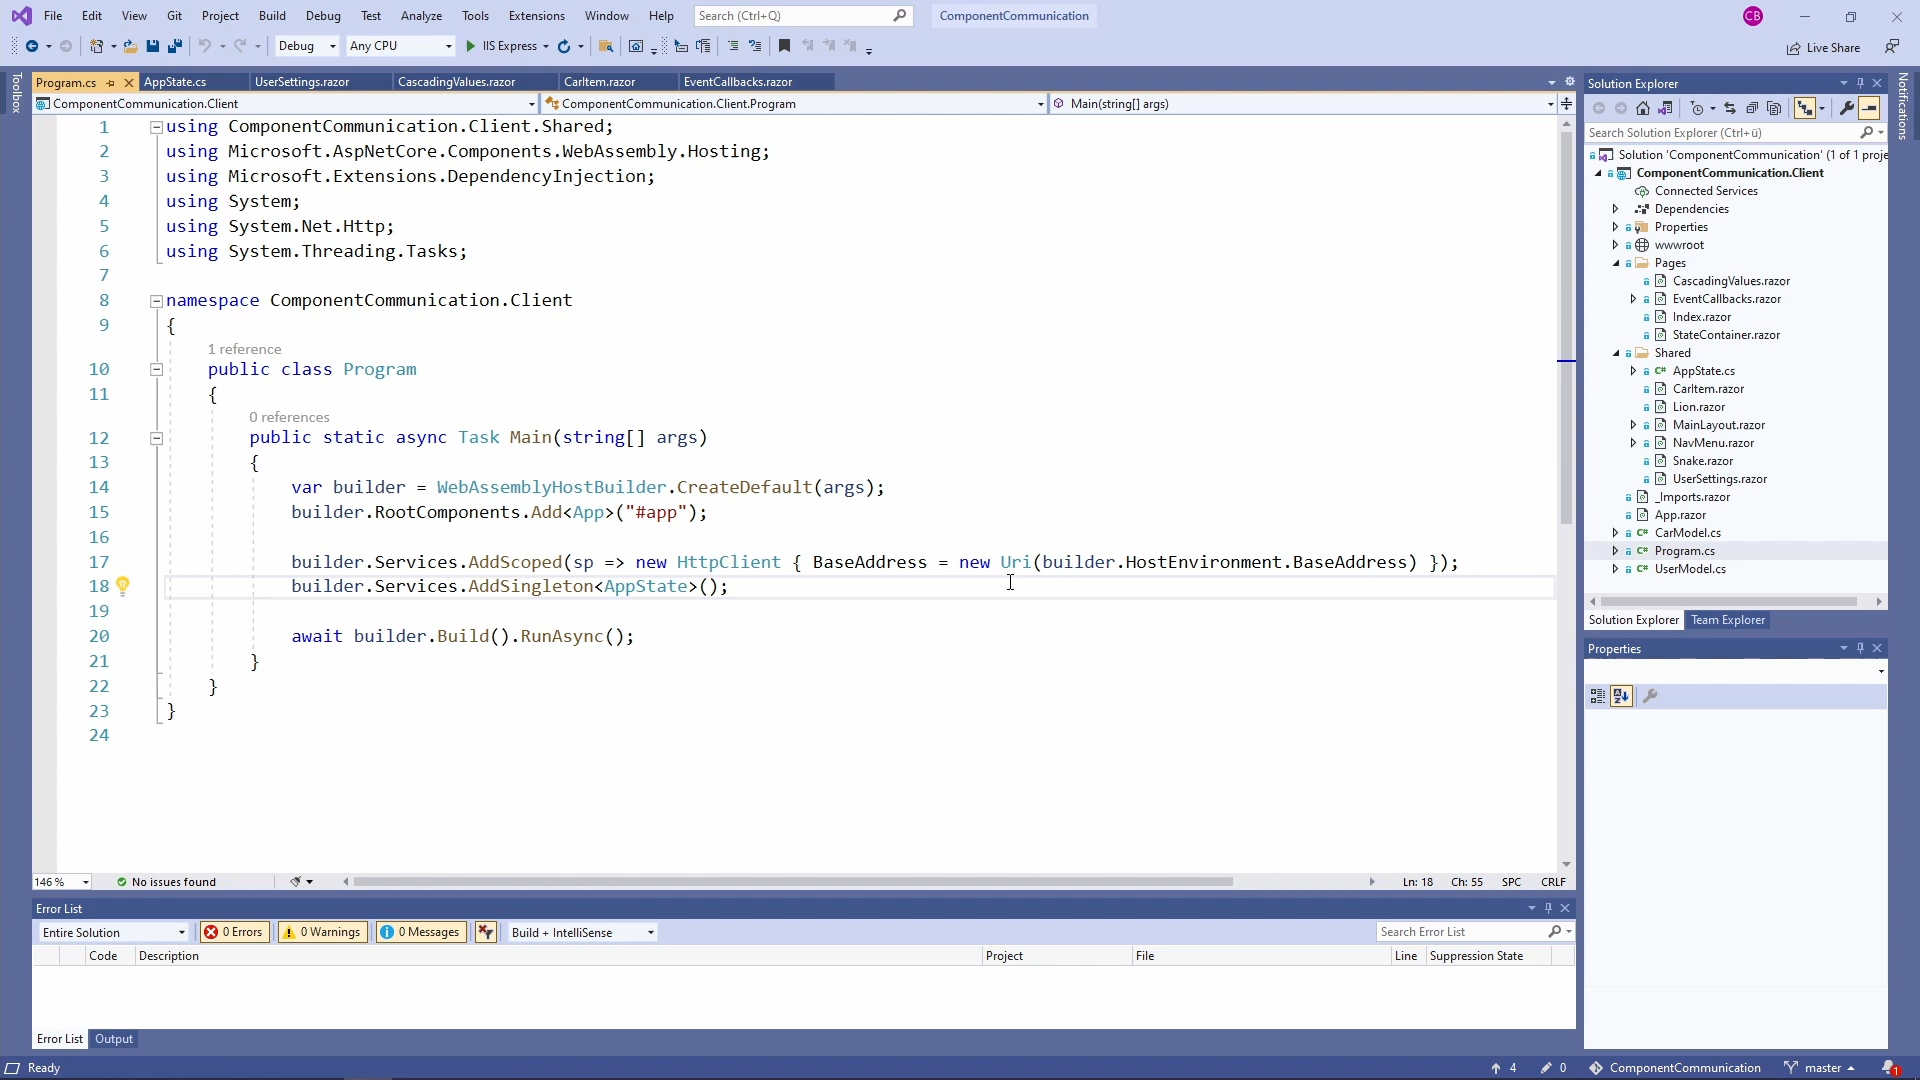 File Edit View Git Project Build Debug Test Analyze Tools Extensions Window Help Search (Ctrl+Q) ComponentCommunication CB
Debug Any CPU IIS Express Live Share
Toolbox
Program.cs AppState.cs UserSettings.razor CascadingValues.razor CarItem.razor EventCallbacks.razor
ComponentCommunication.Client ComponentCommunication.Client.Program Main(string[] args)
1 using ComponentCommunication.Client.Shared;
2 using Microsoft.AspNetCore.Components.WebAssembly.Hosting;
3 using Microsoft.Extensions.DependencyInjection;
4 using System;
5 using System.Net.Http;
6 using System.Threading.Tasks;
7
8 namespace ComponentCommunication.Client
9 {
1 reference
10 public class Program
11 {
0 references
12 public static async Task Main(string[] args)
13 {
14 var builder = WebAssemblyHostBuilder.CreateDefault(args);
15 builder.RootComponents.Add<App>("#app");
16
17 builder.Services.AddScoped(sp => new HttpClient { BaseAddress = new Uri(builder.HostEnvironment.BaseAddress) });
18 builder.Services.AddSingleton<AppState>();
19
20 await builder.Build().RunAsync();
21 }
22 }
23 }
24
146 % No issues found Ln: 18 Ch: 55 SPC CRLF
Error List
Entire Solution 0 Errors 0 Warnings 0 Messages Build + IntelliSense Search Error List
Code Description Project File Line Suppression State
Error List Output
Solution Explorer
Search Solution Explorer (Ctrl+ü)
Solution 'ComponentCommunication' (1 of 1 proje
ComponentCommunication.Client
Connected Services
Dependencies
Properties
wwwroot
Pages
CascadingValues.razor
EventCallbacks.razor
Index.razor
StateContainer.razor
Shared
AppState.cs
CarItem.razor
Lion.razor
MainLayout.razor
NavMenu.razor
Snake.razor
UserSettings.razor
_Imports.razor
App.razor
CarModel.cs
Program.cs
UserModel.cs
Solution Explorer Team Explorer
Properties
Notifications
Ready 4 0 ComponentCommunication master 1